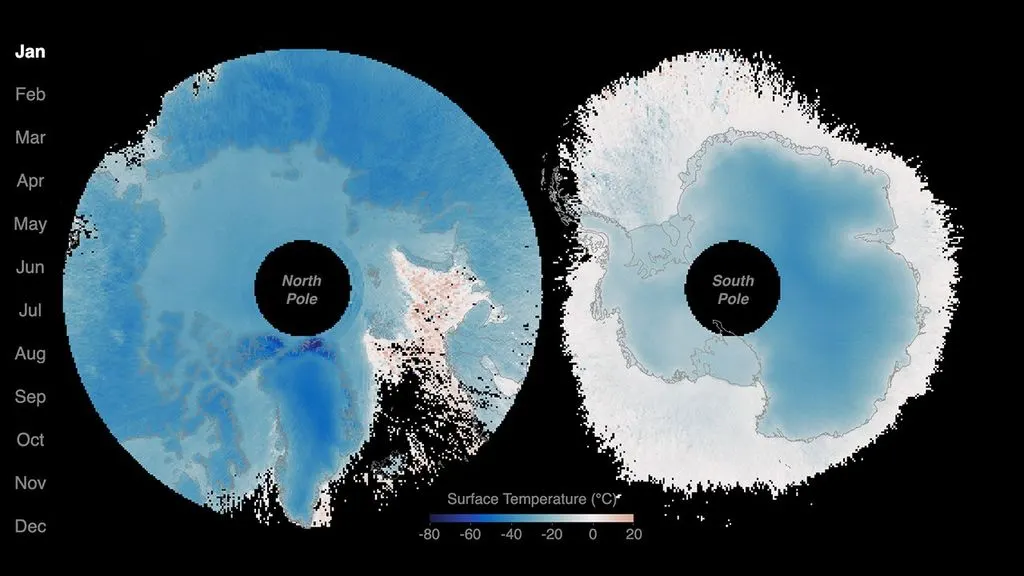 Jan
Feb
Mar
Apr
May
Jun
Jul
Aug
Sep
Oct
Nov
Dec
North
Pole
South
Pole
Surface Temperature (°C)
-80 -60 -40 -20 0 20